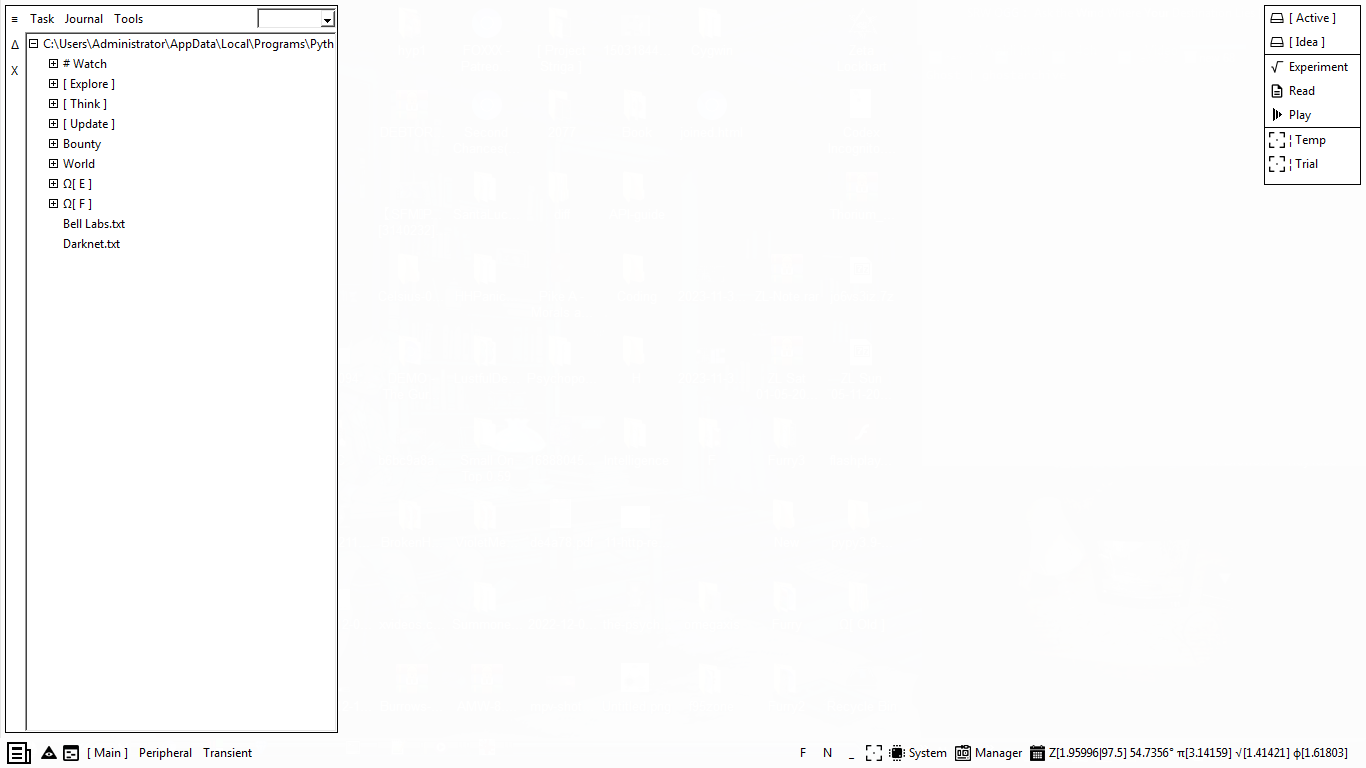 ≡ Task Journal Tools
Δ
X
C:\Users\Administrator\AppData\Local\Programs\Pyth
# Watch
[ Explore ]
[ Think ]
[ Update ]
Bounty
World
Ω[ E ]
Ω[ F ]
Bell Labs.txt
Darknet.txt
[ Active ]
[ Idea ]
Experiment
Read
Play
¦ Temp
¦ Trial
[ Main ] Peripheral Transient
F N _ System Manager Z[1.95996|97.5] 54.7356° π[3.14159] √[1.41421] ϕ[1.61803]